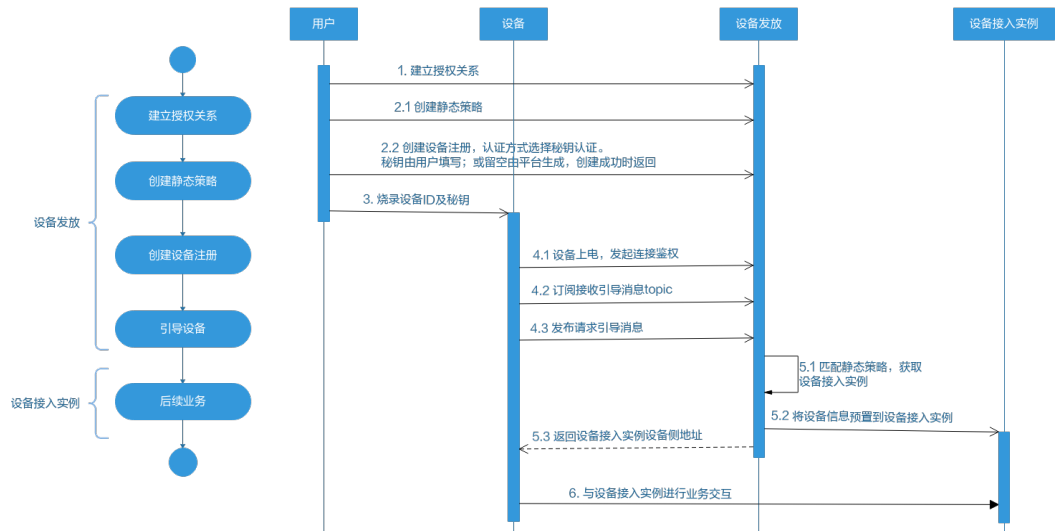 用户
设备
设备发放
设备接入实例
建立授权关系
创建静态策略
创建设备注册
引导设备
后续业务
设备发放
设备接入实例
1. 建立授权关系
2.1 创建静态策略
2.2 创建设备注册，认证方式选择秘钥认证。
秘钥由用户填写；或留空由平台生成，创建成功时返回
3. 烧录设备ID及秘钥
4.1 设备上电，发起连接鉴权
4.2 订阅接收引导消息topic
4.3 发布请求引导消息
5.1 匹配静态策略，获取
设备接入实例
5.2 将设备信息预置到设备接入实例
5.3 返回设备接入实例设备侧地址
6. 与设备接入实例进行业务交互